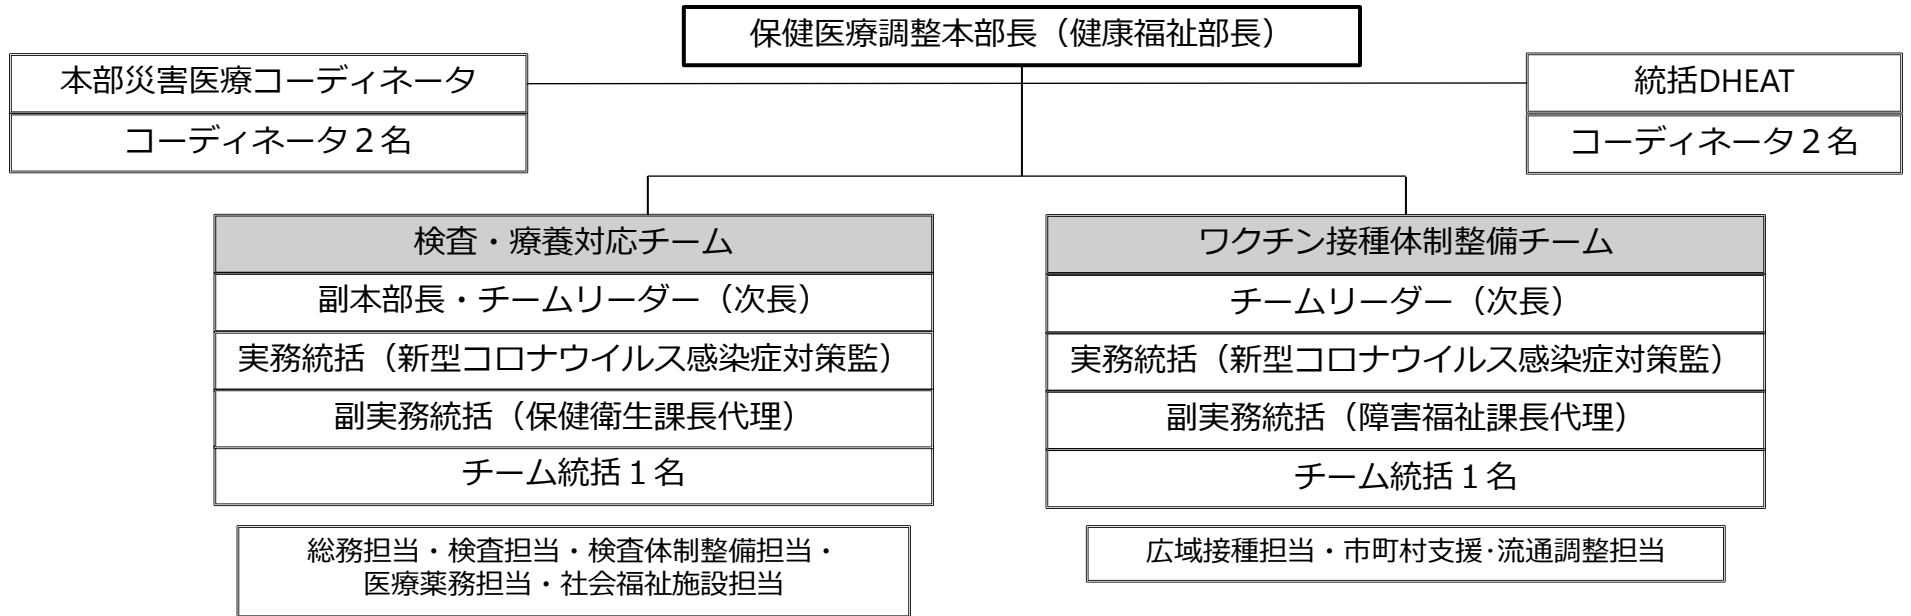 保健医療調整本部長（健康福祉部長）
本部災害医療コーディネータ
コーディネータ２名
統括DHEAT
コーディネータ２名
検査・療養対応チーム
副本部長・チームリーダー（次長）
実務統括（新型コロナウイルス感染症対策監）
副実務統括（保健衛生課長代理）
チーム統括１名
総務担当・検査担当・検査体制整備担当・
医療薬務担当・社会福祉施設担当
ワクチン接種体制整備チーム
チームリーダー（次長）
実務統括（新型コロナウイルス感染症対策監）
副実務統括（障害福祉課長代理）
チーム統括１名
広域接種担当・市町村支援･流通調整担当